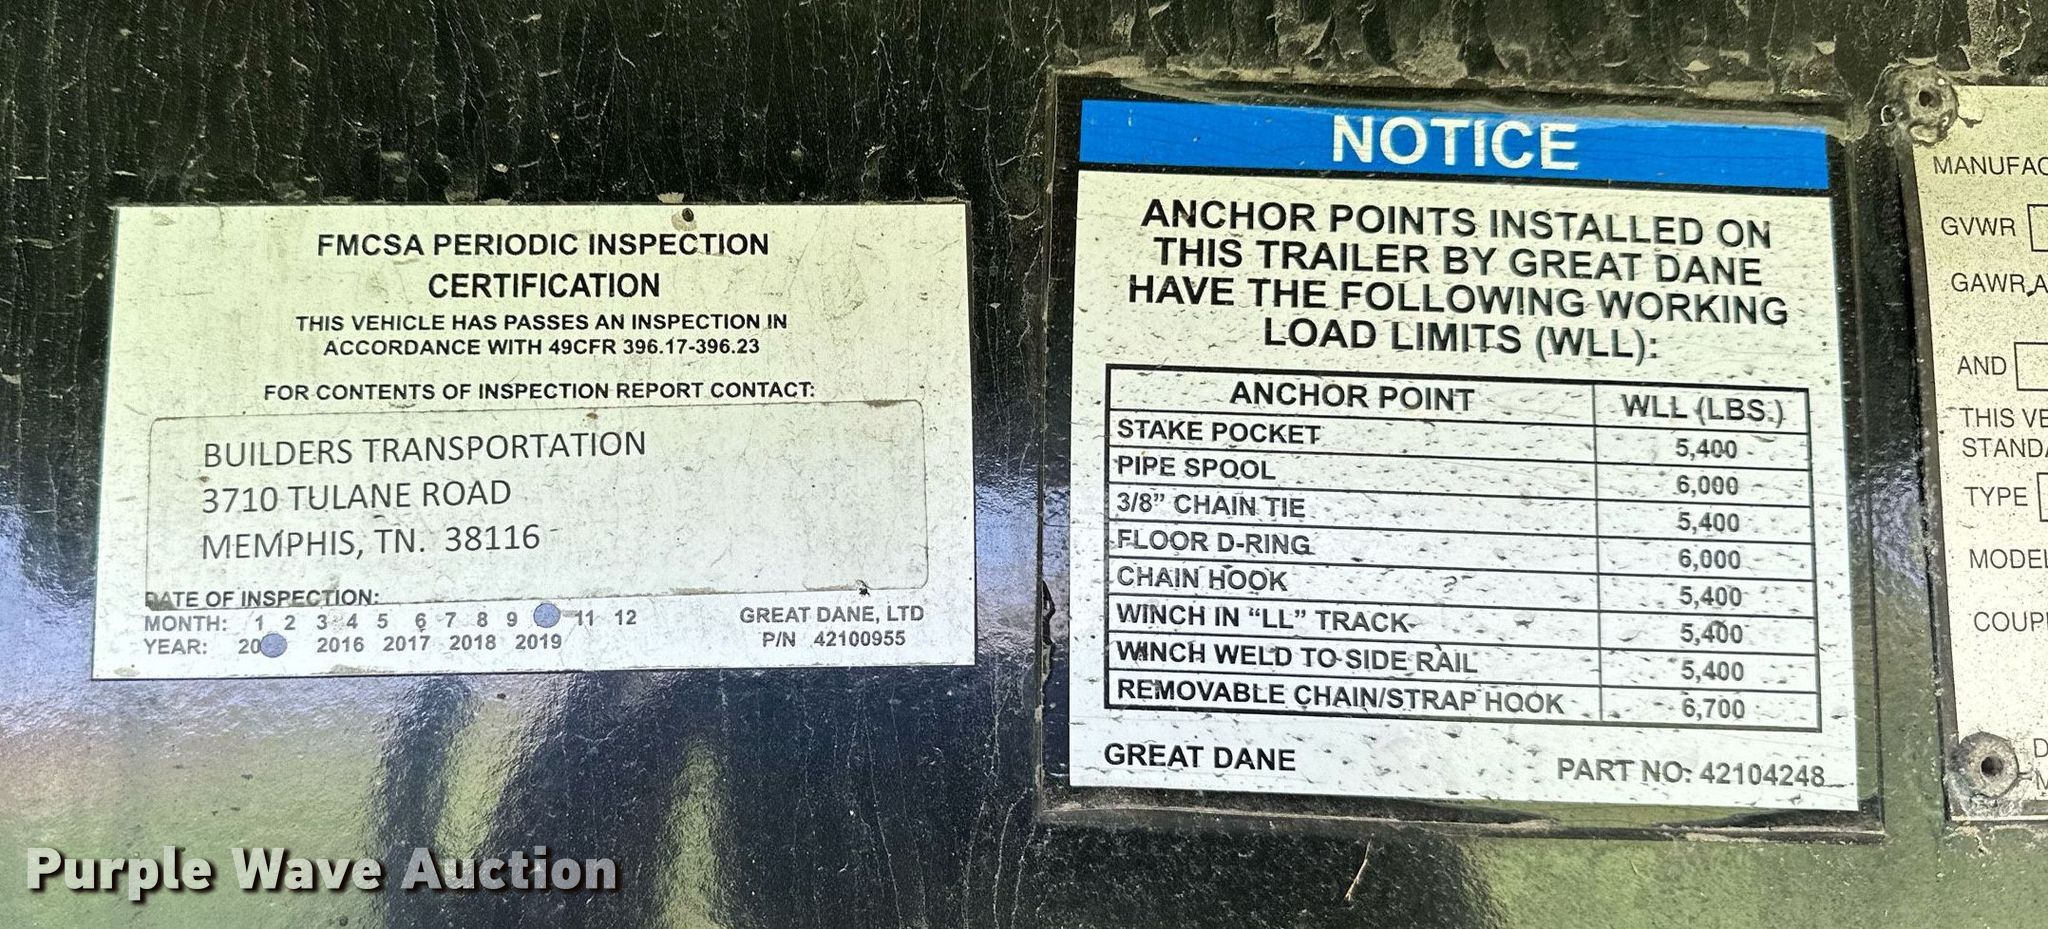 FMCSA PERIODIC INSPECTION
CERTIFICATION
THIS VEHICLE HAS PASSES AN INSPECTION IN
ACCORDANCE WITH 49CFR 396.17-396.23
FOR CONTENTS OF INSPECTION REPORT CONTACT:
BUILDERS TRANSPORTATION
3710 TULANE ROAD
MEMPHIS, TN. 38116
DATE OF INSPECTION:
MONTH: 1 2 3 4 5 6 7 8 9 11 12
YEAR: 20 2016 2017 2018 2019
GREAT DANE, LTD
P/N 42100955
NOTICE
ANCHOR POINTS INSTALLED ON
THIS TRAILER BY GREAT DANE
HAVE THE FOLLOWING WORKING
LOAD LIMITS (WLL):
ANCHOR POINT WLL (LBS.)
STAKE POCKET 5,400
PIPE SPOOL 6,000
3/8" CHAIN TIE 5,400
FLOOR D-RING 6,000
CHAIN HOOK 5,400
WINCH IN "LL" TRACK 5,400
WINCH WELD TO SIDE RAIL 5,400
REMOVABLE CHAIN/STRAP HOOK 6,700
GREAT DANE PART NO: 42104248
MANUFAC
GVWR
GAWR A
AND
THIS VE
STANDA
TYPE
MODEL
COUP
Purple Wave Auction